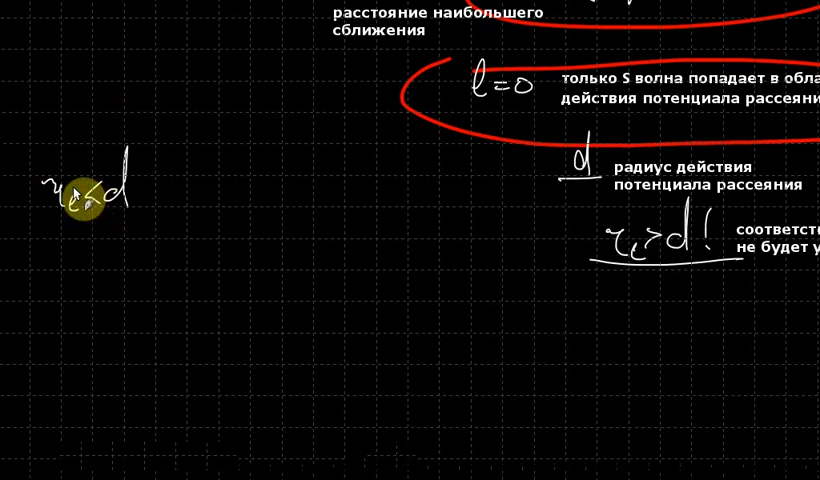 расстояние наибольшего
сближения
l=0
только S волна попадает в обла
действия потенциала рассеяни
d
радиус действия
потенциала рассеяния
r_l < d
r_l > d!
соответст
не будет у